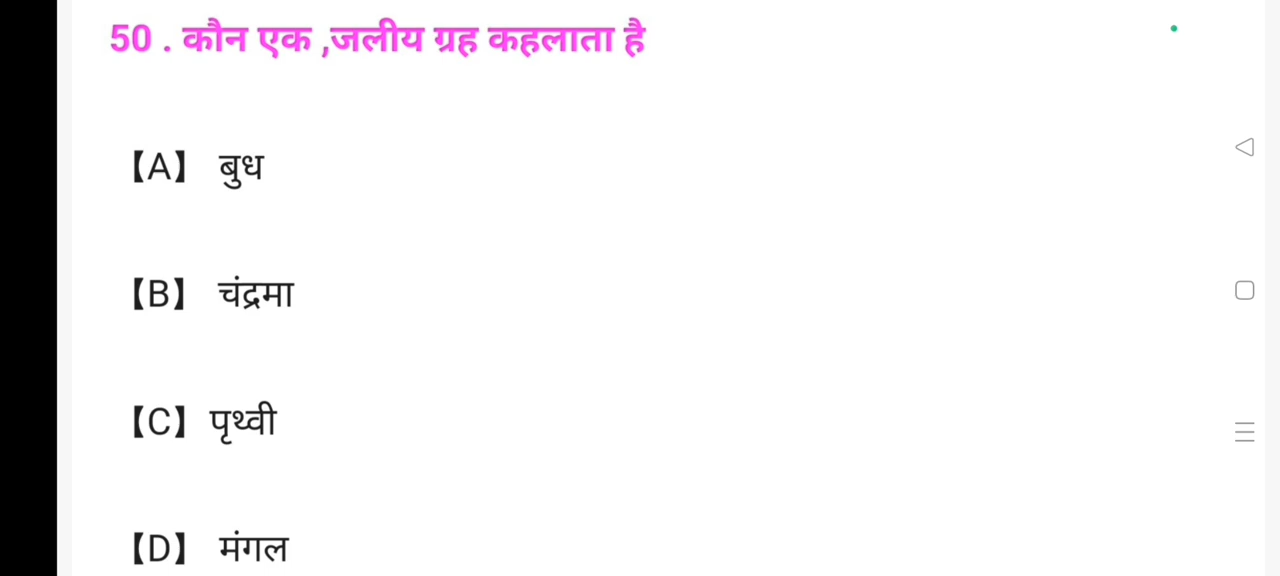 50 . कौन एक ,जलीय ग्रह कहलाता है
【A】 बुध
【B】 चंद्रमा
【C】 पृथ्वी
【D】 मंगल